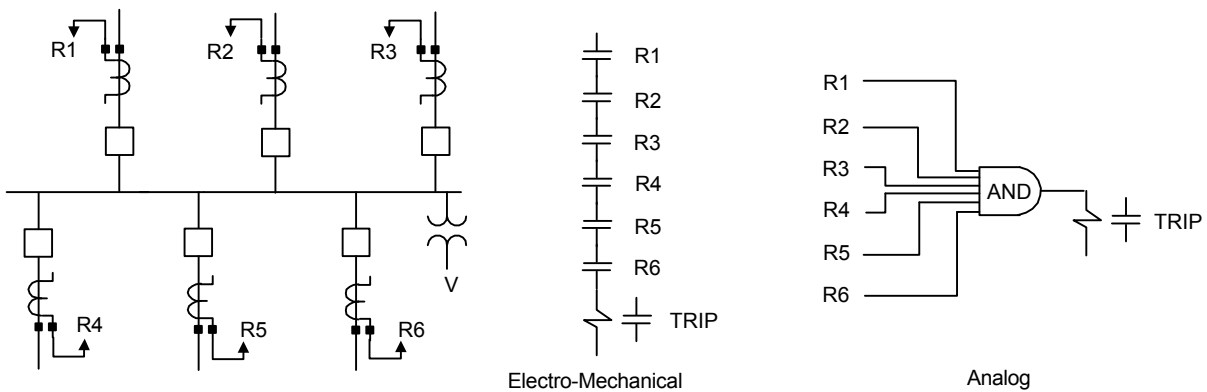 R1
R2
R3
R4
R5
R6
V
R1
R2
R3
R4
R5
R6
TRIP
Electro-Mechanical
R1
R2
R3
R4
R5
R6
AND
TRIP
Analog